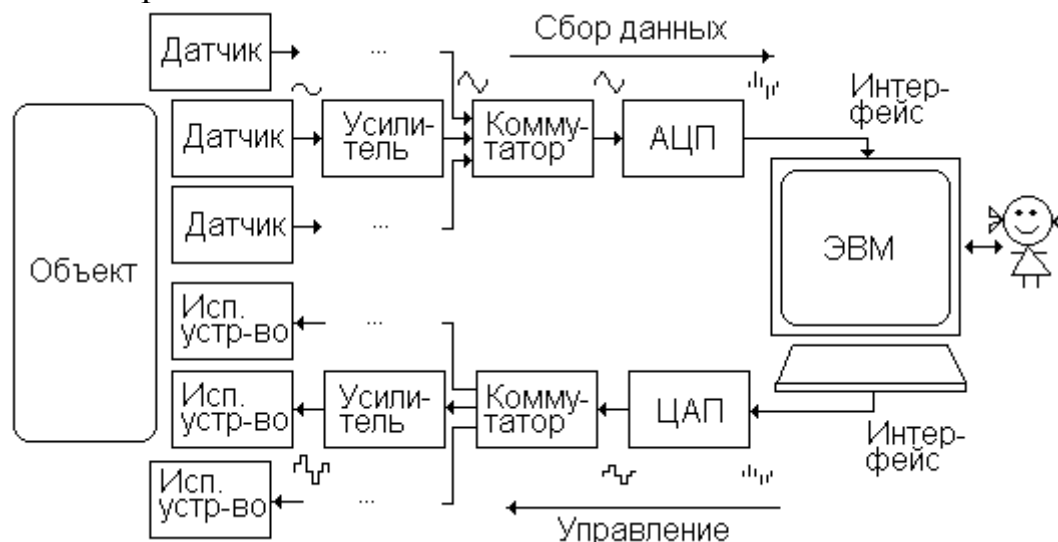 Датчик
...
Сбор данных
Интер-
фейс
Датчик
Усили-
тель
Комму-
татор
АЦП
Датчик
...
ЭВМ
Объект
Исп.
устр-во
...
Исп.
устр-во
Усили-
тель
Комму-
татор
ЦАП
Интер-
фейс
Исп.
устр-во
...
Управление